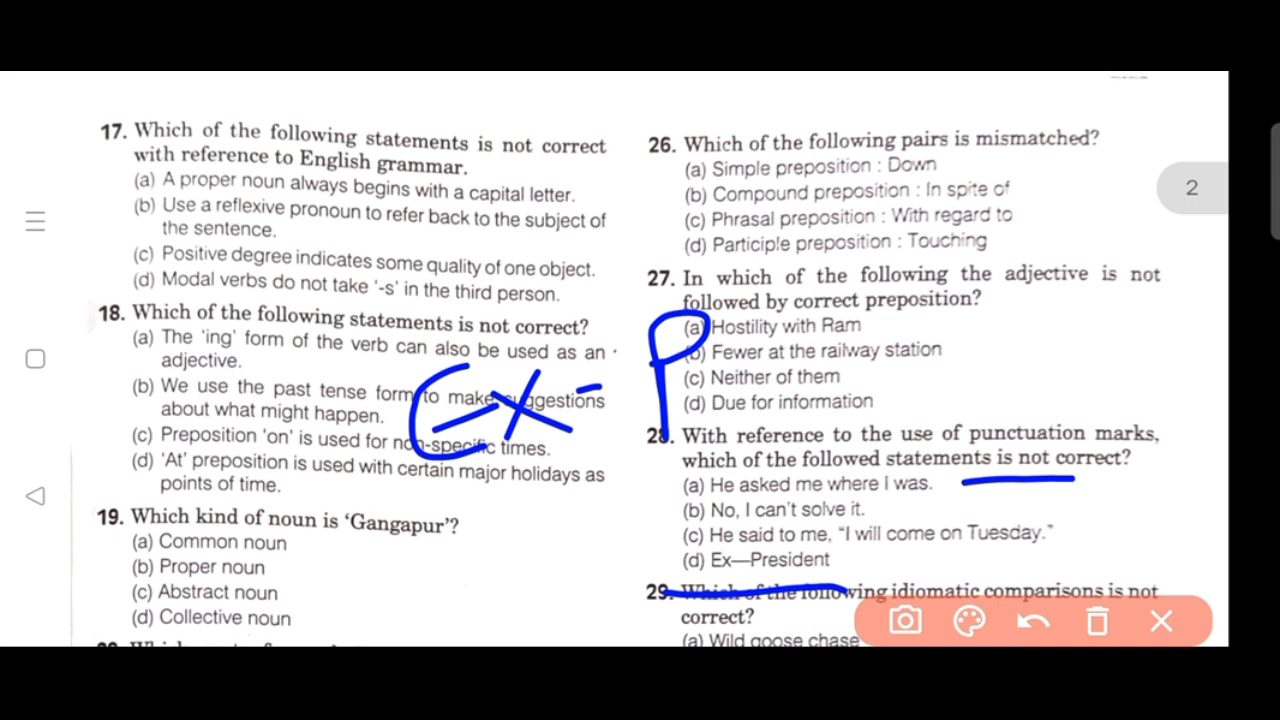 17. Which of the following statements is not correct
with reference to English grammar.
(a) A proper noun always begins with a capital letter.
(b) Use a reflexive pronoun to refer back to the subject of
the sentence.
(c) Positive degree indicates some quality of one object.
(d) Modal verbs do not take '-s' in the third person.
18. Which of the following statements is not correct?
(a) The 'ing' form of the verb can also be used as an
adjective.
(b) We use the past tense form to make suggestions
about what might happen.
(c) Preposition 'on' is used for non-specific times.
(d) 'At' preposition is used with certain major holidays as
points of time.
19. Which kind of noun is 'Gangapur'?
(a) Common noun
(b) Proper noun
(c) Abstract noun
(d) Collective noun
Ex- P
26. Which of the following pairs is mismatched?
(a) Simple preposition : Down
(b) Compound preposition : In spite of
(c) Phrasal preposition : With regard to
(d) Participle preposition : Touching
27. In which of the following the adjective is not
followed by correct preposition?
(a) Hostility with Ram
(b) Fewer at the railway station
(c) Neither of them
(d) Due for information
28. With reference to the use of punctuation marks,
which of the followed statements is not correct?
(a) He asked me where I was.
(b) No, I can't solve it.
(c) He said to me, "I will come on Tuesday."
(d) Ex—President
29. Which of the following idiomatic comparisons is not
correct?
(a) Wild goose chase
2